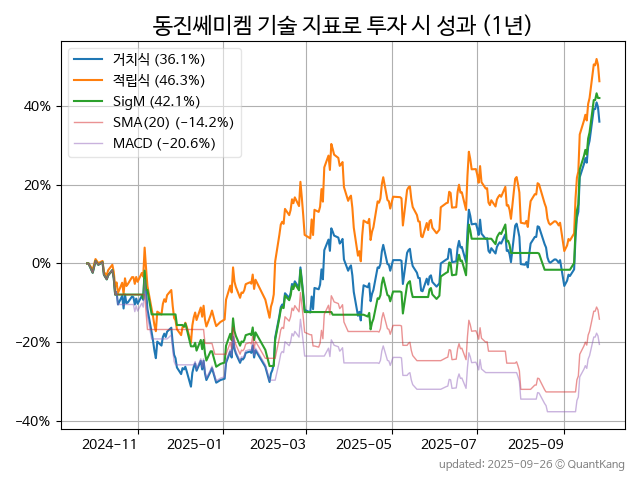 동진쎄미켐 기술 지표로 투자 시 성과 (1년)
거치식 (36.1%)
적립식 (46.3%)
SigM (42.1%)
SMA(20) (−14.2%)
MACD (−20.6%)
40%
20%
0%
−20%
−40%
2024-11 2025-01 2025-03 2025-05 2025-07 2025-09
updated: 2025-09-26 © QuantKang